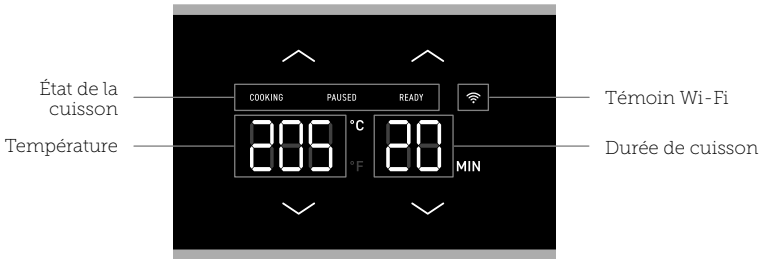 État de la
cuisson
COOKING PAUSED READY
Témoin Wi-Fi
Température
205 °C
°F
20 MIN
Durée de cuisson